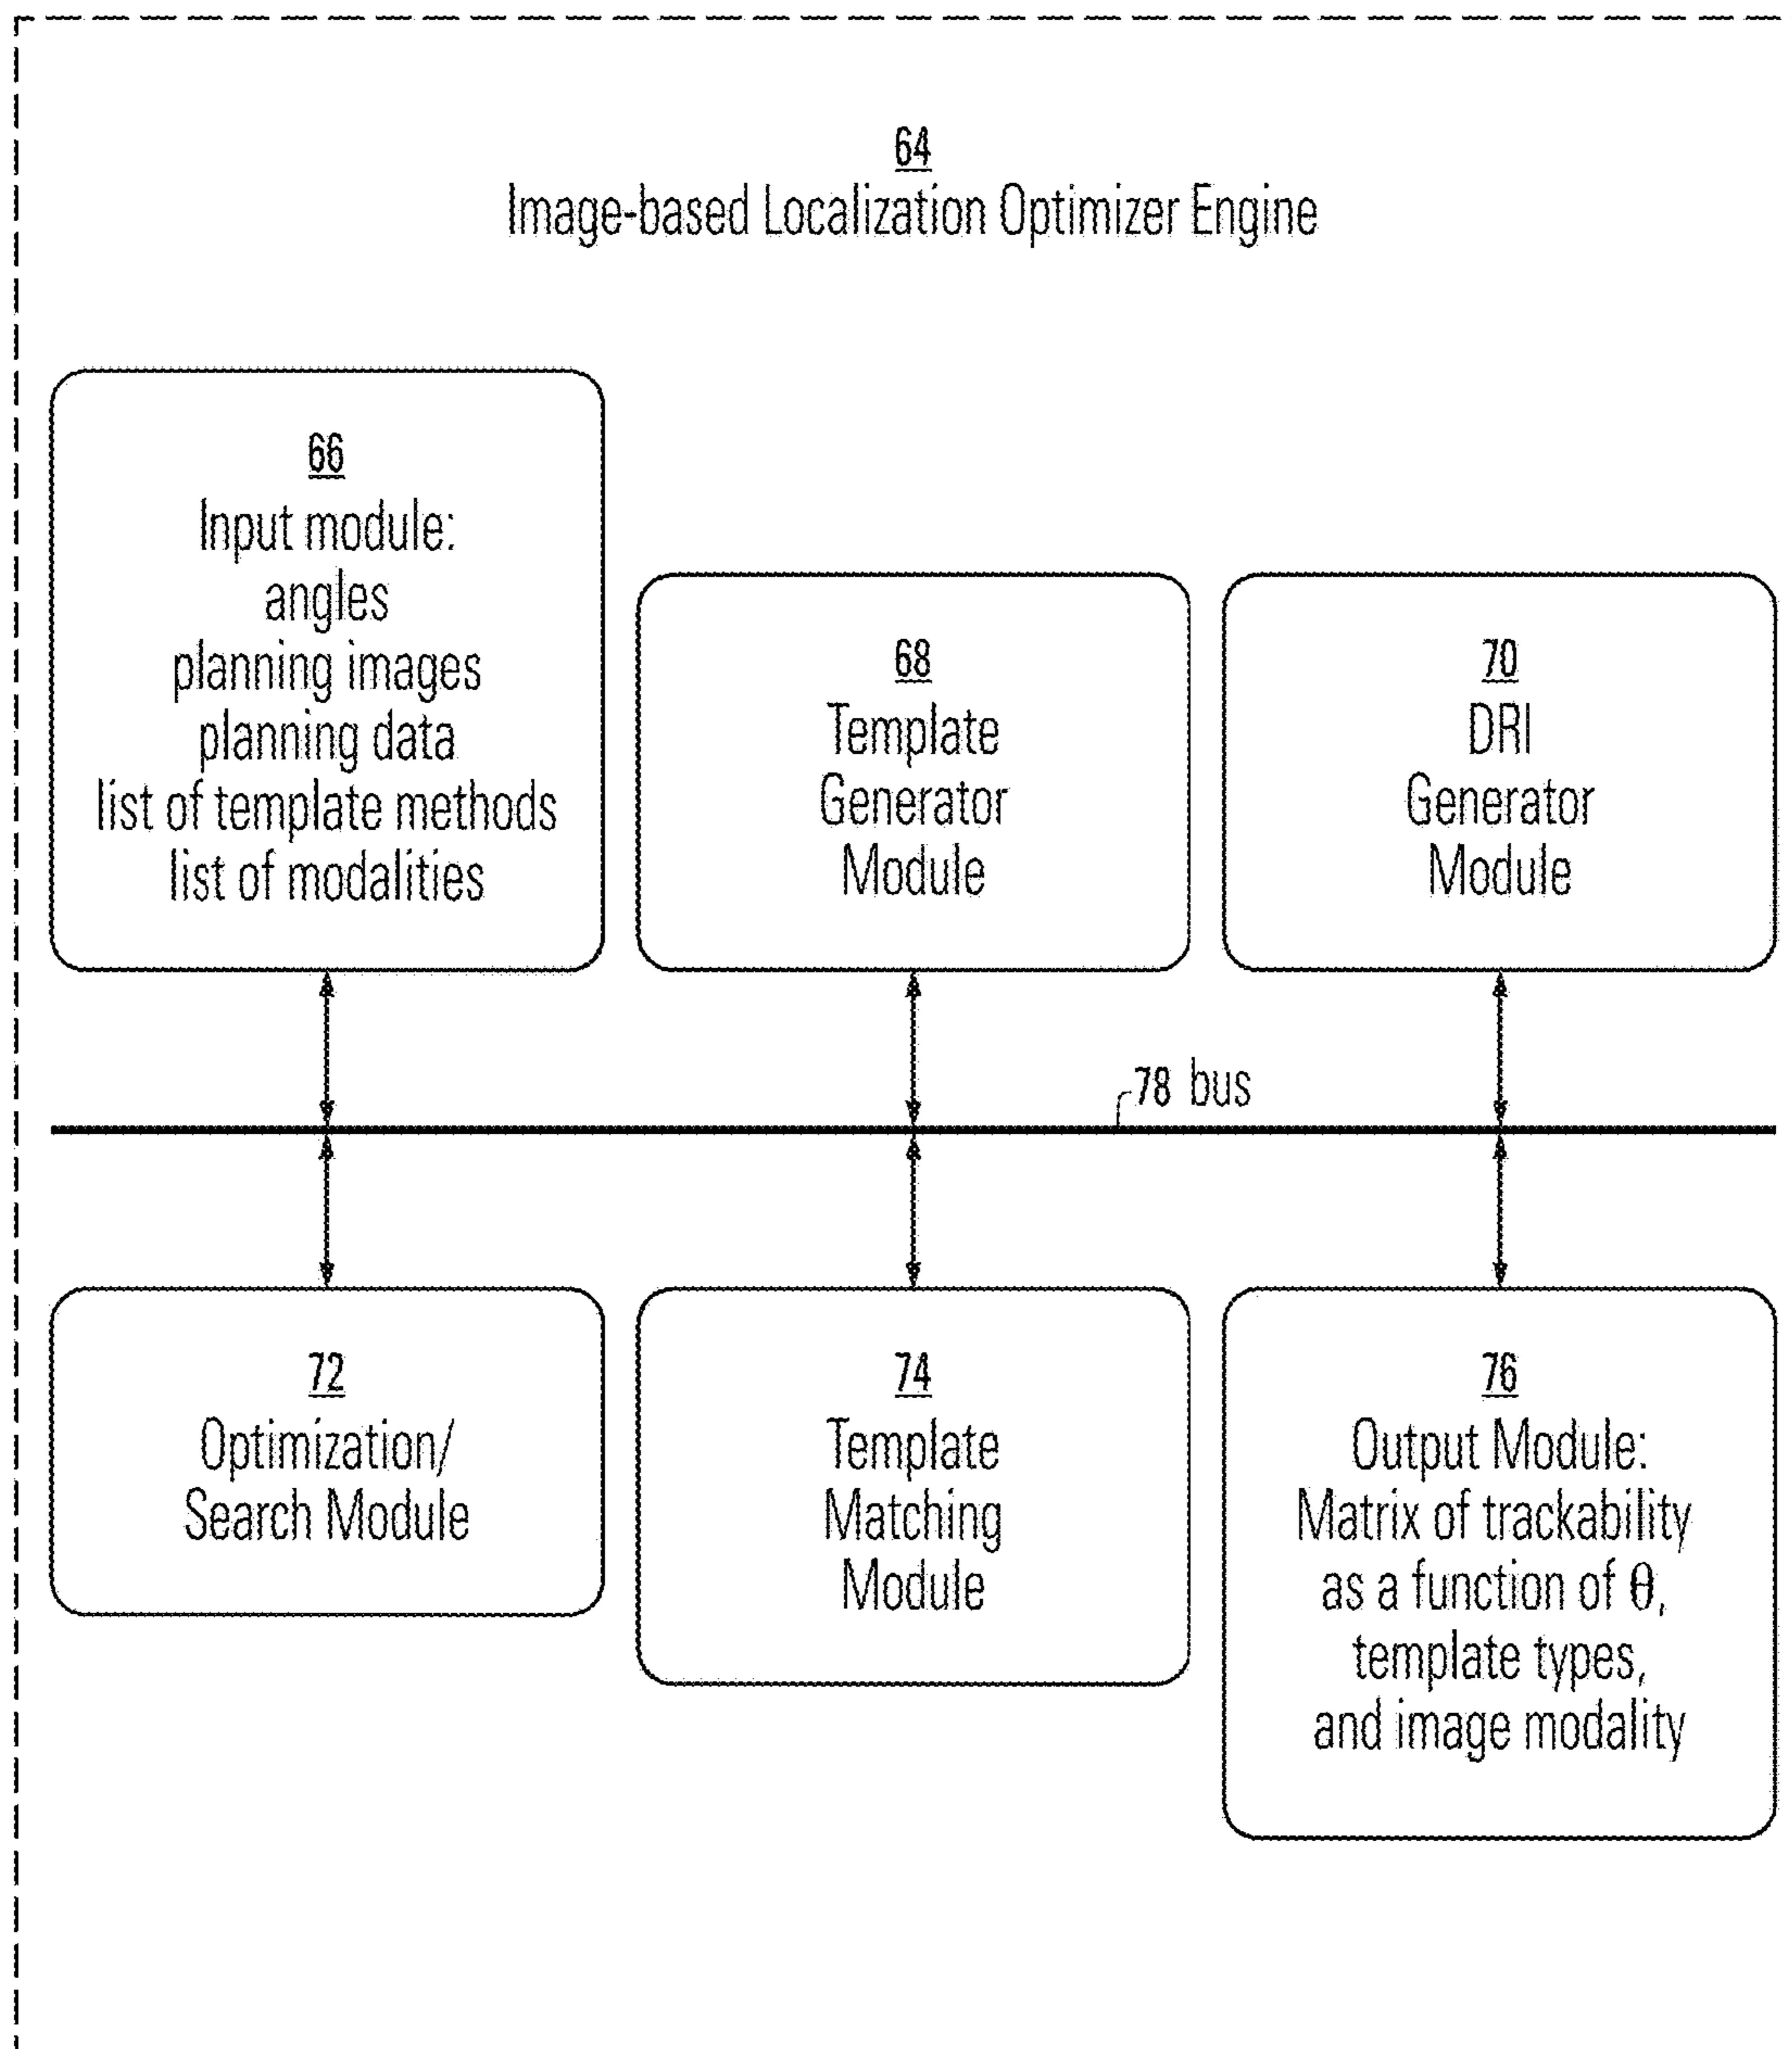 64
Image-based Localization Optimizer Engine
66
Input module:
angles
planning images
planning data
list of template methods
list of modalities
68
Template
Generator
Module
70
DRI
Generator
Module
78 bus
72
Optimization/
Search Module
74
Template
Matching
Module
76
Output Module:
Matrix of trackability
as a function of θ,
template types,
and image modality